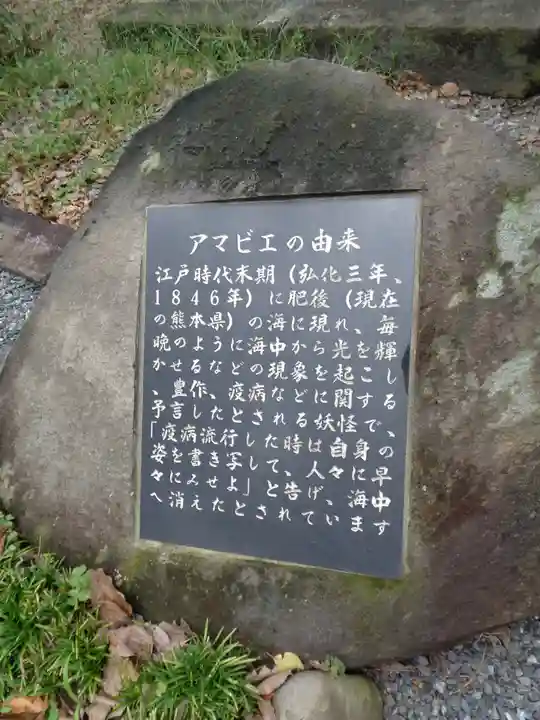 アマビエの由来
江戸時代末期（弘化三年、
１８４６年）に肥後（現在
の熊本県）の海に現れ、毎
晩のように海中から光を輝
かせるなどの現象を起こし
、豊作、疫病などに関する
予言したとされる妖怪で、
「疫病流行した時は自身の
姿を書き写して、人々に早
々にみせよ」と告げ、海中
へ消えたとされています